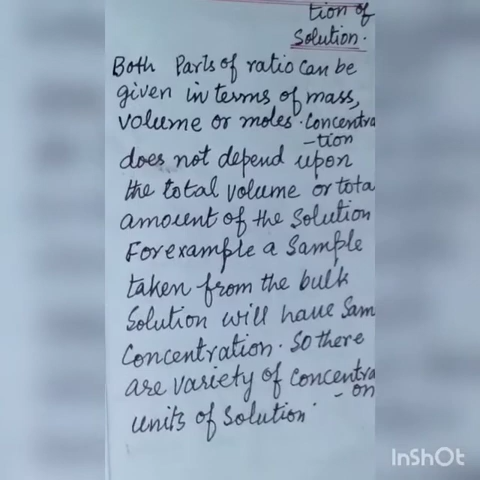 tion of
Solution.
Both Parts of ratio can be
given in terms of mass,
volume or moles. Concentra
-tion
does not depend upon
the total volume or tota
amount of the Solution
For example a Sample
taken from the bulk
Solution will have Sam
Concentration. So there
are variety of Concentra
- on
units of Solution.
InShOt